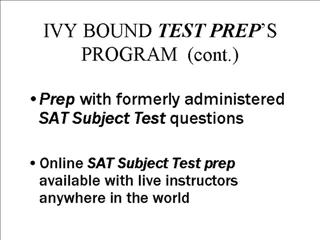 IVY BOUND TEST PREP’S
PROGRAM (cont.)
•Prep with formerly administered
SAT Subject Test questions
•Online SAT Subject Test prep
available with live instructors
anywhere in the world